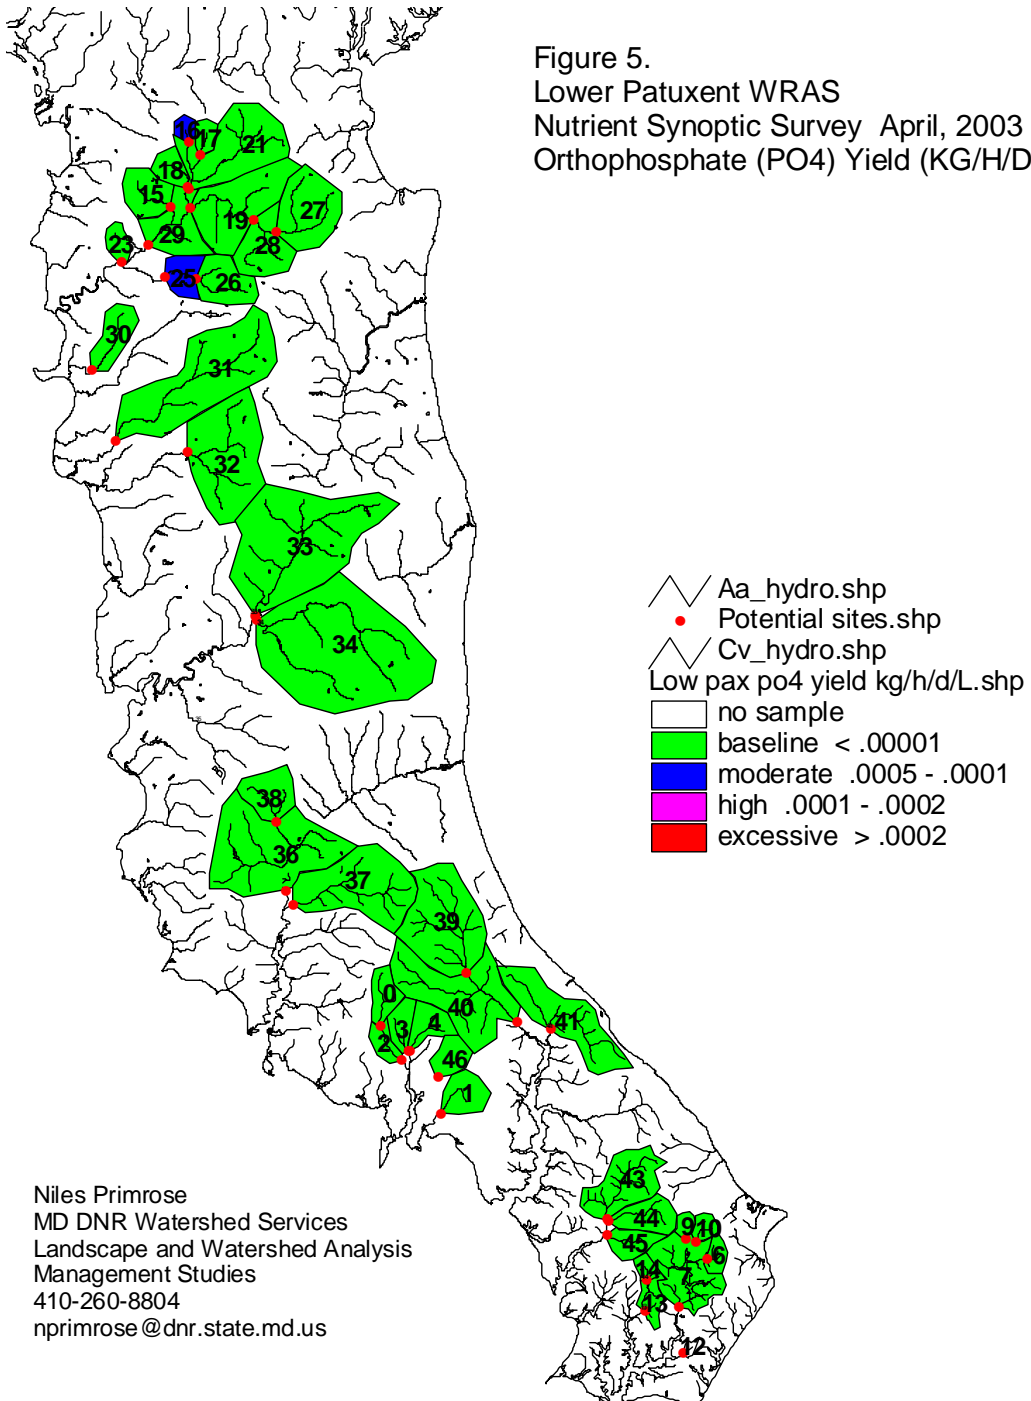 Figure 5.
Lower Patuxent WRAS
Nutrient Synoptic Survey April, 2003
Orthophosphate (PO4) Yield (KG/H/D
16
17
21
18
15
19
27
29
28
23
25
26
30
31
32
33
34
Aa_hydro.shp
Potential sites.shp
Cv_hydro.shp
Low pax po4 yield kg/h/d/L.shp
no sample
baseline < .00001
moderate .0005 - .0001
high .0001 - .0002
excessive > .0002
38
36
37
39
0
40
3
4
2
41
46
1
43
44
9
10
45
6
14
7
13
12
Niles Primrose
MD DNR Watershed Services
Landscape and Watershed Analysis
Management Studies
410-260-8804
nprimrose@dnr.state.md.us